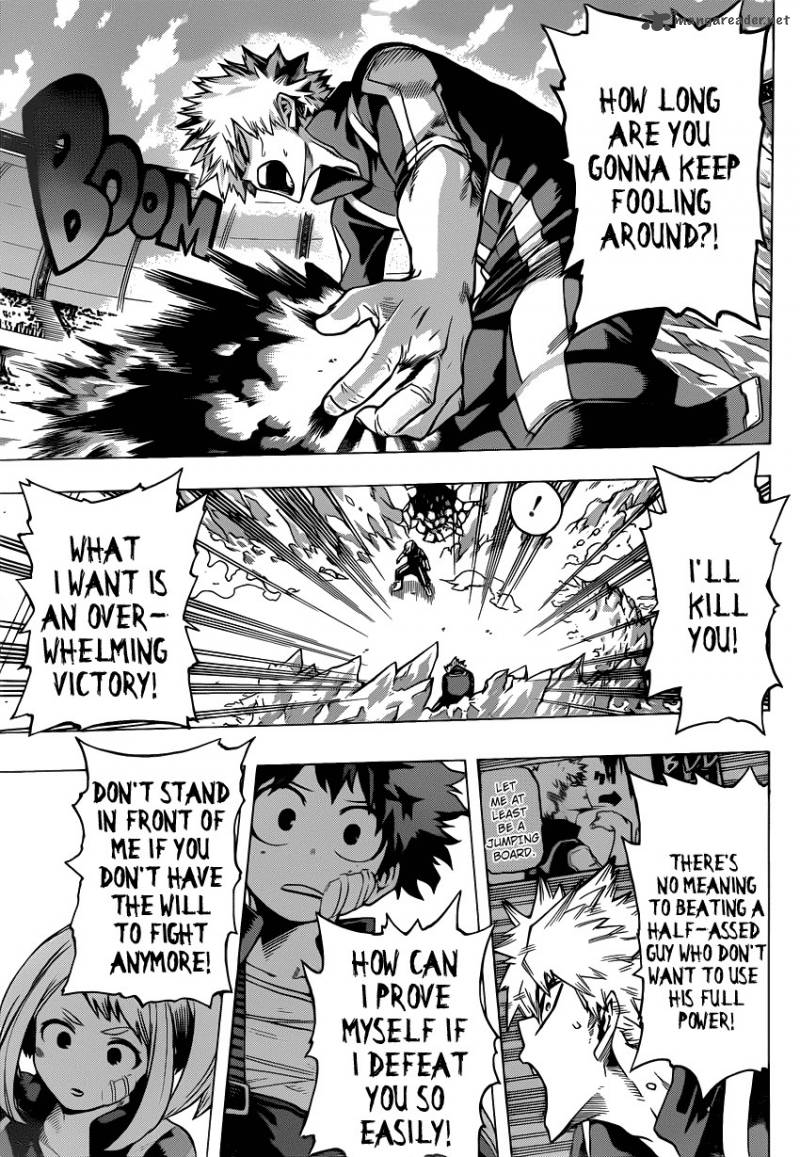 mangareader.net
HOW LONG
ARE YOU
GONNA KEEP
FOOLING
AROUND?!
BOOM
I'LL
KILL
YOU!
!
WHAT
I WANT IS
AN OVER-
WHELMING
VICTORY!
LET
ME AT
LEAST
BE A
JUMPING
BOARD.
THERE'S
NO MEANING
TO BEATING A
HALF-ASSED
GUY WHO DON'T
WANT TO USE
HIS FULL
POWER!
HOW CAN
I PROVE
MYSELF IF
I DEFEAT
YOU SO
EASILY!
DON'T STAND
IN FRONT OF
ME IF YOU
DON'T HAVE
THE WILL
TO FIGHT
ANYMORE!